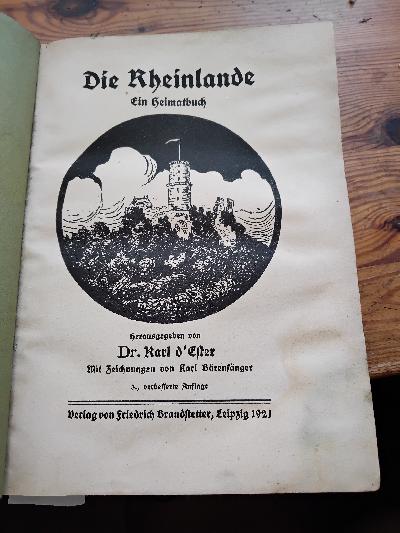 Die Rheinlande
Ein Heimatbuch
Herausgegeben von
Dr. Karl d'Ester
Mit Zeichnungen von Karl Bärenfänger
3., verbesserte Auflage
Verlag von Friedrich Brandstetter, Leipzig 1921